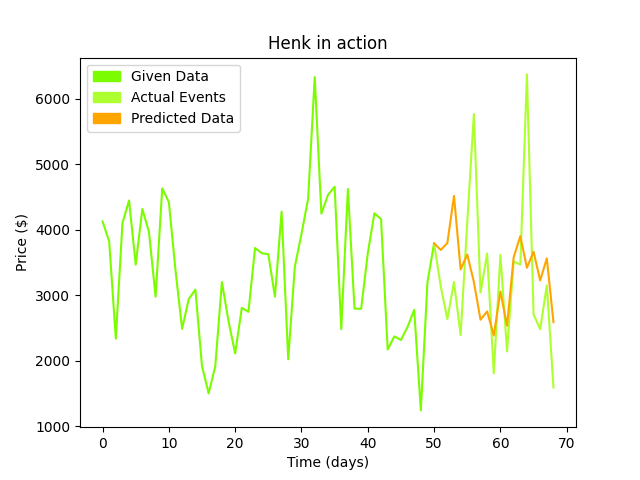 Henk in action
Given Data
Actual Events
Predicted Data
Price ($)
6000
5000
4000
3000
2000
1000
0 10 20 30 40 50 60 70
Time (days)